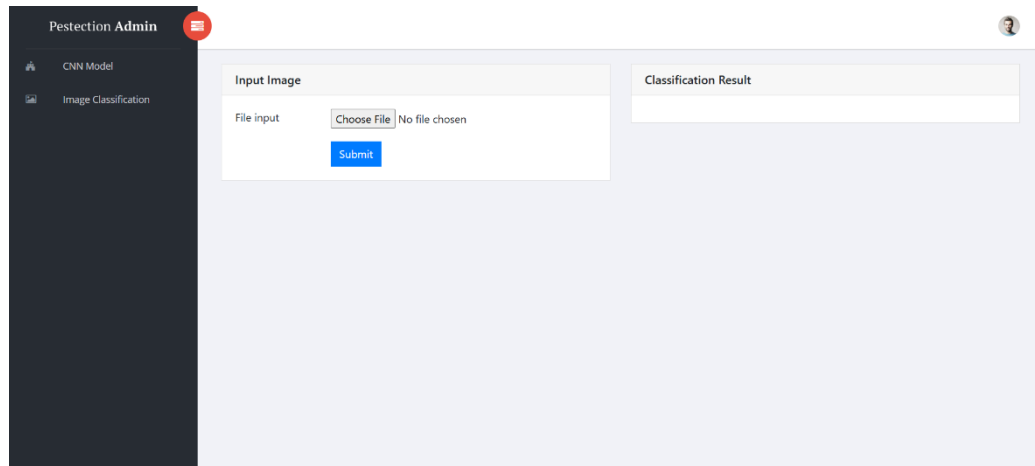 Pestection Admin
CNN Model
Image Classification
Input Image
File input
Choose File No file chosen
Submit
Classification Result